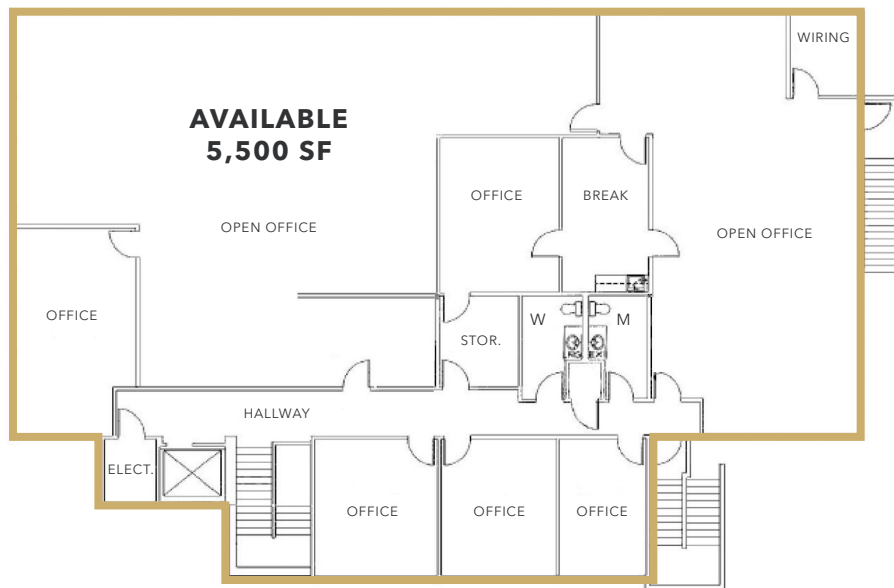 WIRING
AVAILABLE
5,500 SF
OFFICE
BREAK
OPEN OFFICE
OPEN OFFICE
OFFICE
W
M
STOR.
HALLWAY
ELECT.
OFFICE
OFFICE
OFFICE